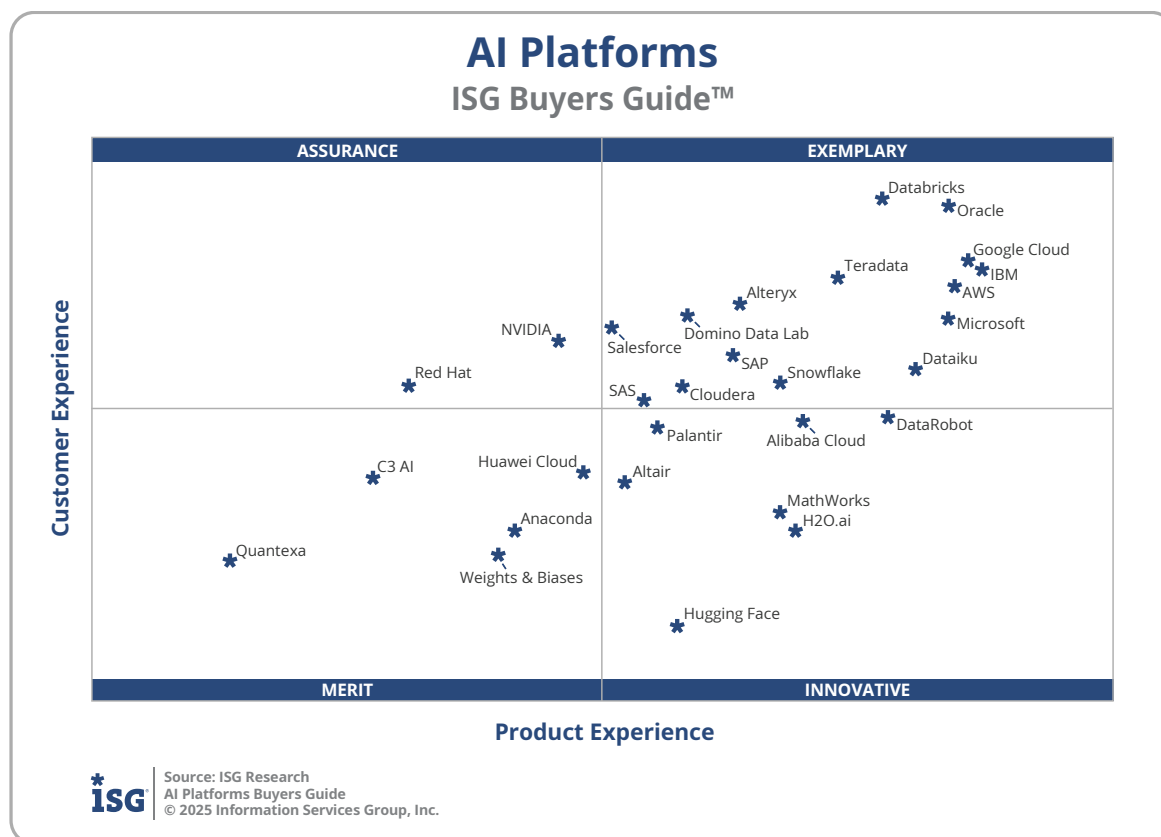 AI Platforms
ISG Buyers Guide™
ASSURANCE
EXEMPLARY
Databricks
Oracle
Google Cloud
IBM
Teradata
AWS
Alteryx
Microsoft
NVIDIA
Domino Data Lab
Salesforce
SAP
Dataiku
Red Hat
Snowflake
SAS
Cloudera
Customer Experience
DataRobot
Palantir
Alibaba Cloud
C3 AI
Huawei Cloud
Altair
MathWorks
Anaconda
H2O.ai
Quantexa
Weights & Biases
Hugging Face
MERIT
INNOVATIVE
Product Experience
iSG
Source: ISG Research
AI Platforms Buyers Guide
© 2025 Information Services Group, Inc.